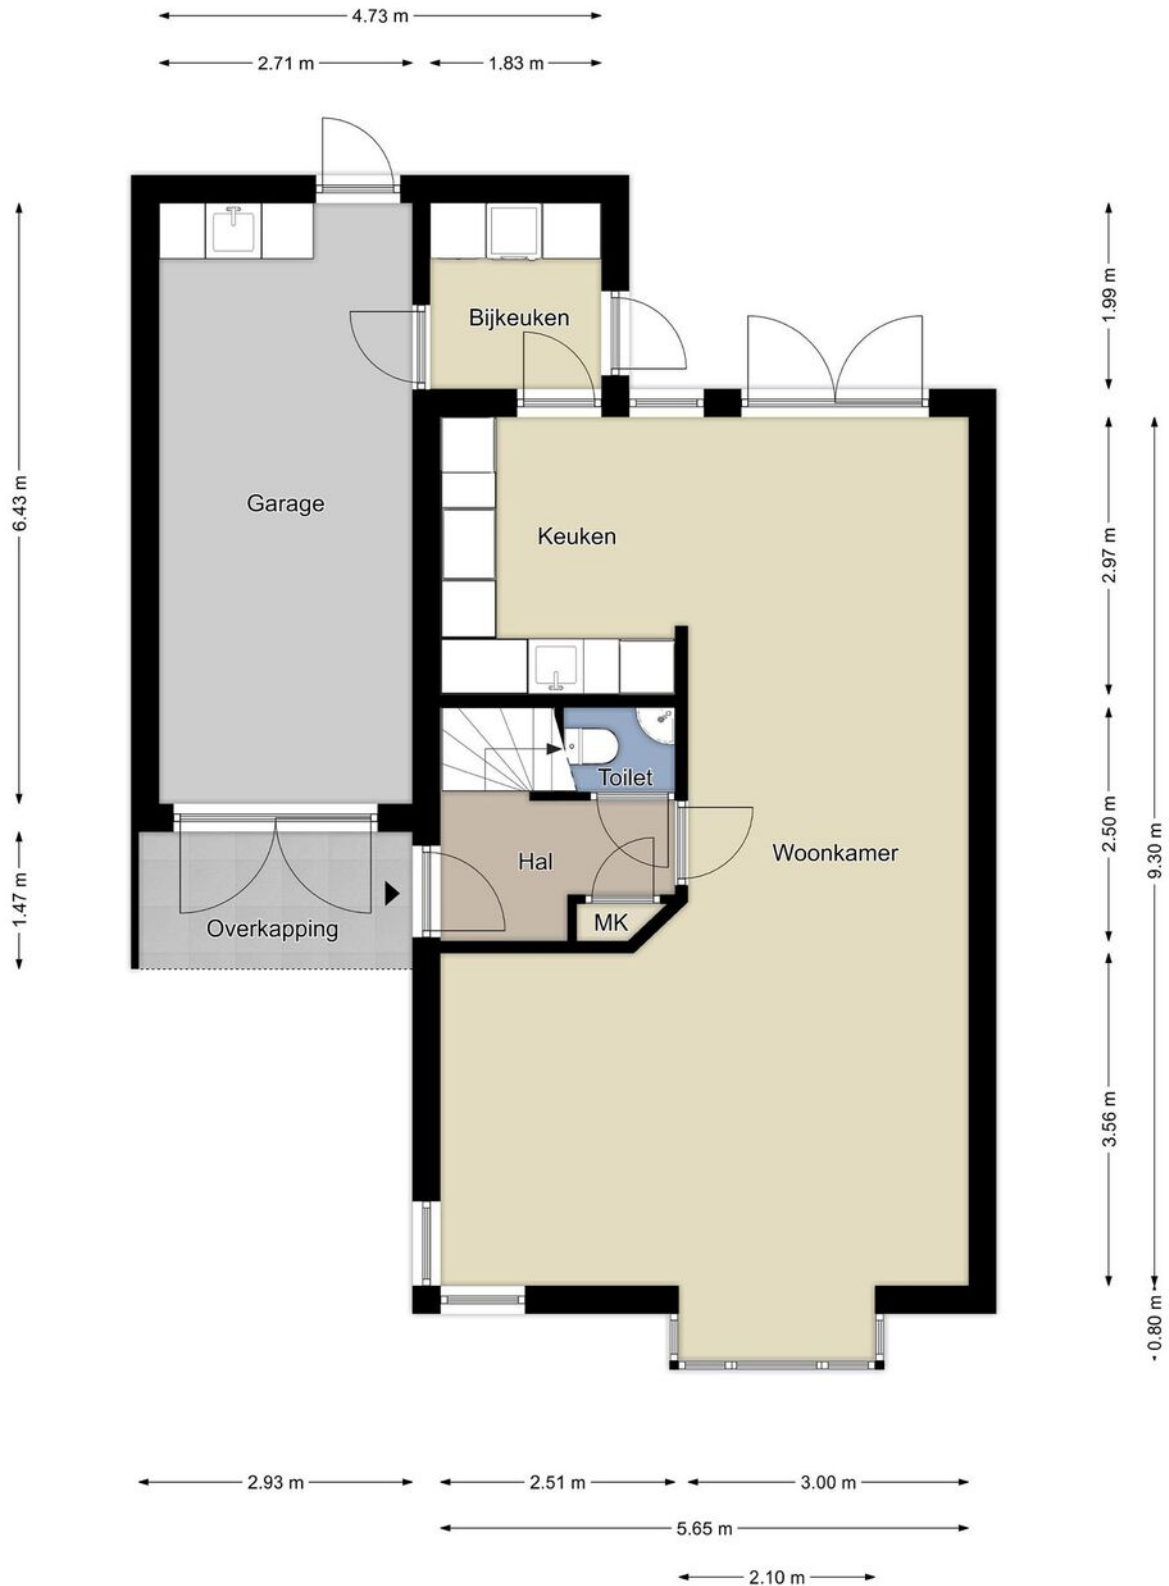 4.73 m
2.71 m
1.83 m
1.99 m
Bijkeuken
6.43 m
Garage
Keuken
2.97 m
Toilet
2.50 m
Woonkamer
Hal
9.30 m
MK
1.47 m
Overkapping
3.56 m
0.80 m
2.93 m
2.51 m
3.00 m
5.65 m
2.10 m